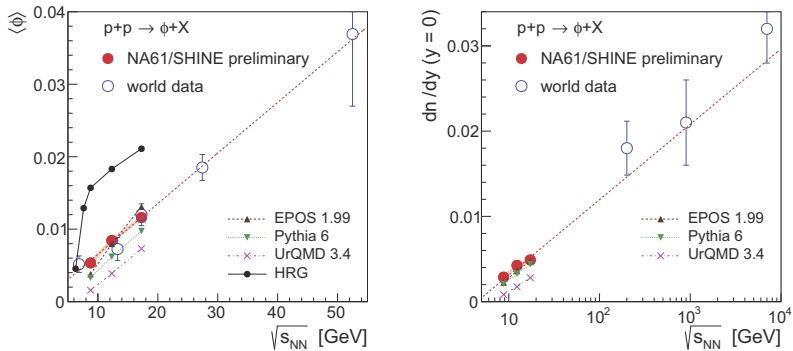 ⟨ϕ⟩
0.04
0.03
0.02
0.01
0
p+p → ϕ+X
NA61/SHINE preliminary
world data
EPOS 1.99
Pythia 6
UrQMD 3.4
HRG
10 20 30 40 50
√sNN [GeV]
dn/dy (y = 0)
0.03
0.02
0.01
0
p+p → ϕ+X
NA61/SHINE preliminary
world data
EPOS 1.99
Pythia 6
UrQMD 3.4
10 10² 10³ 10⁴
√sNN [GeV]